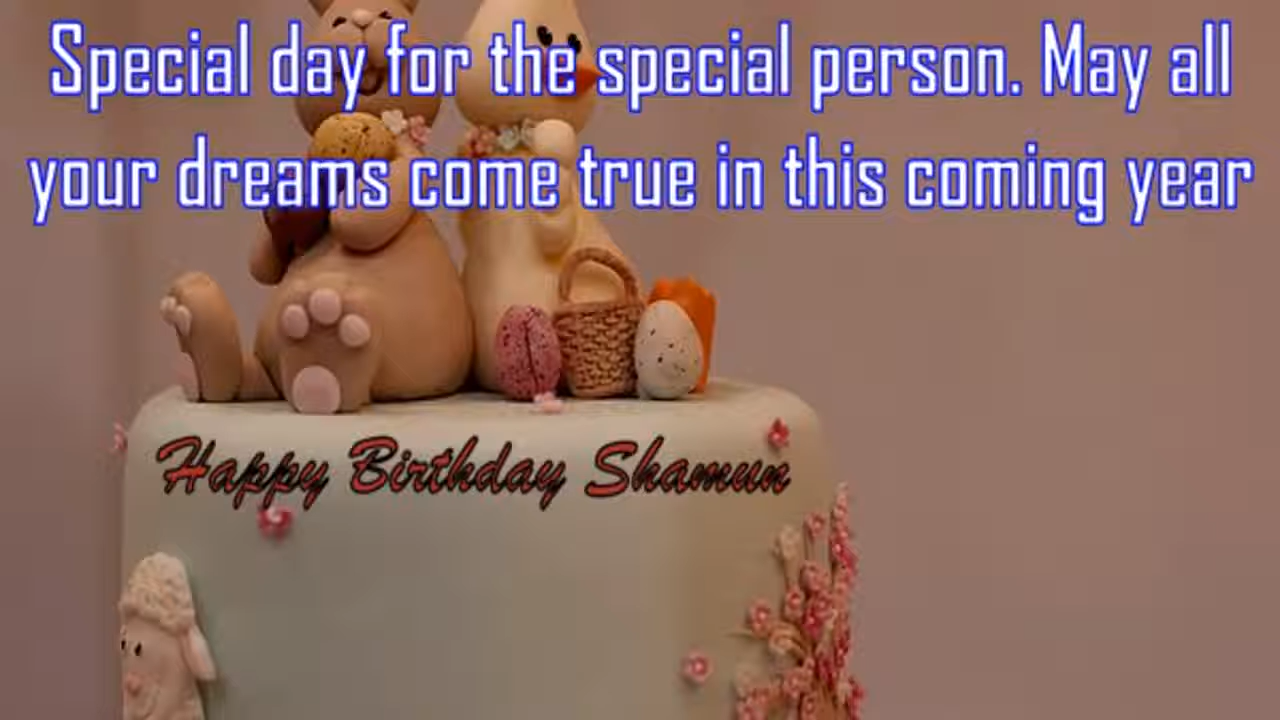 Special day for the special person. May all
your dreams come true in this coming year
Happy Birthday Shamun